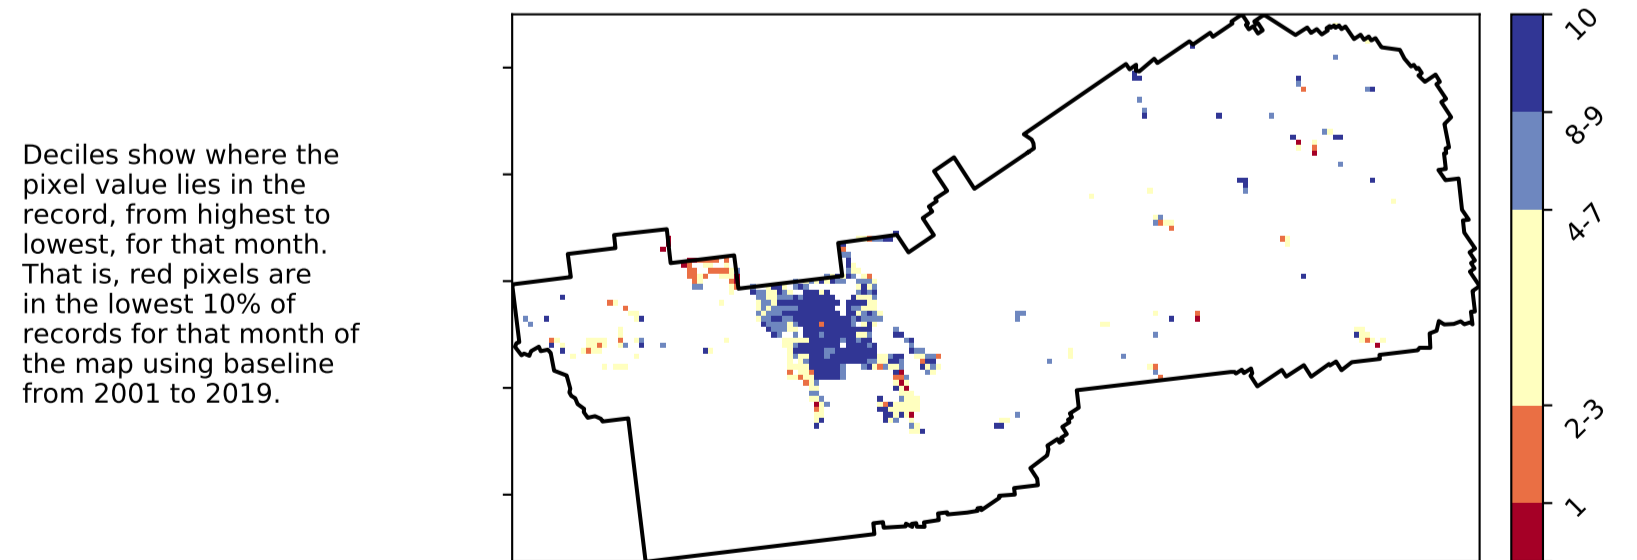 Deciles show where the
pixel value lies in the
record, from highest to
lowest, for that month.
That is, red pixels are
in the lowest 10% of
records for that month of
the map using baseline
from 2001 to 2019.
10
8-9
4-7
2-3
1